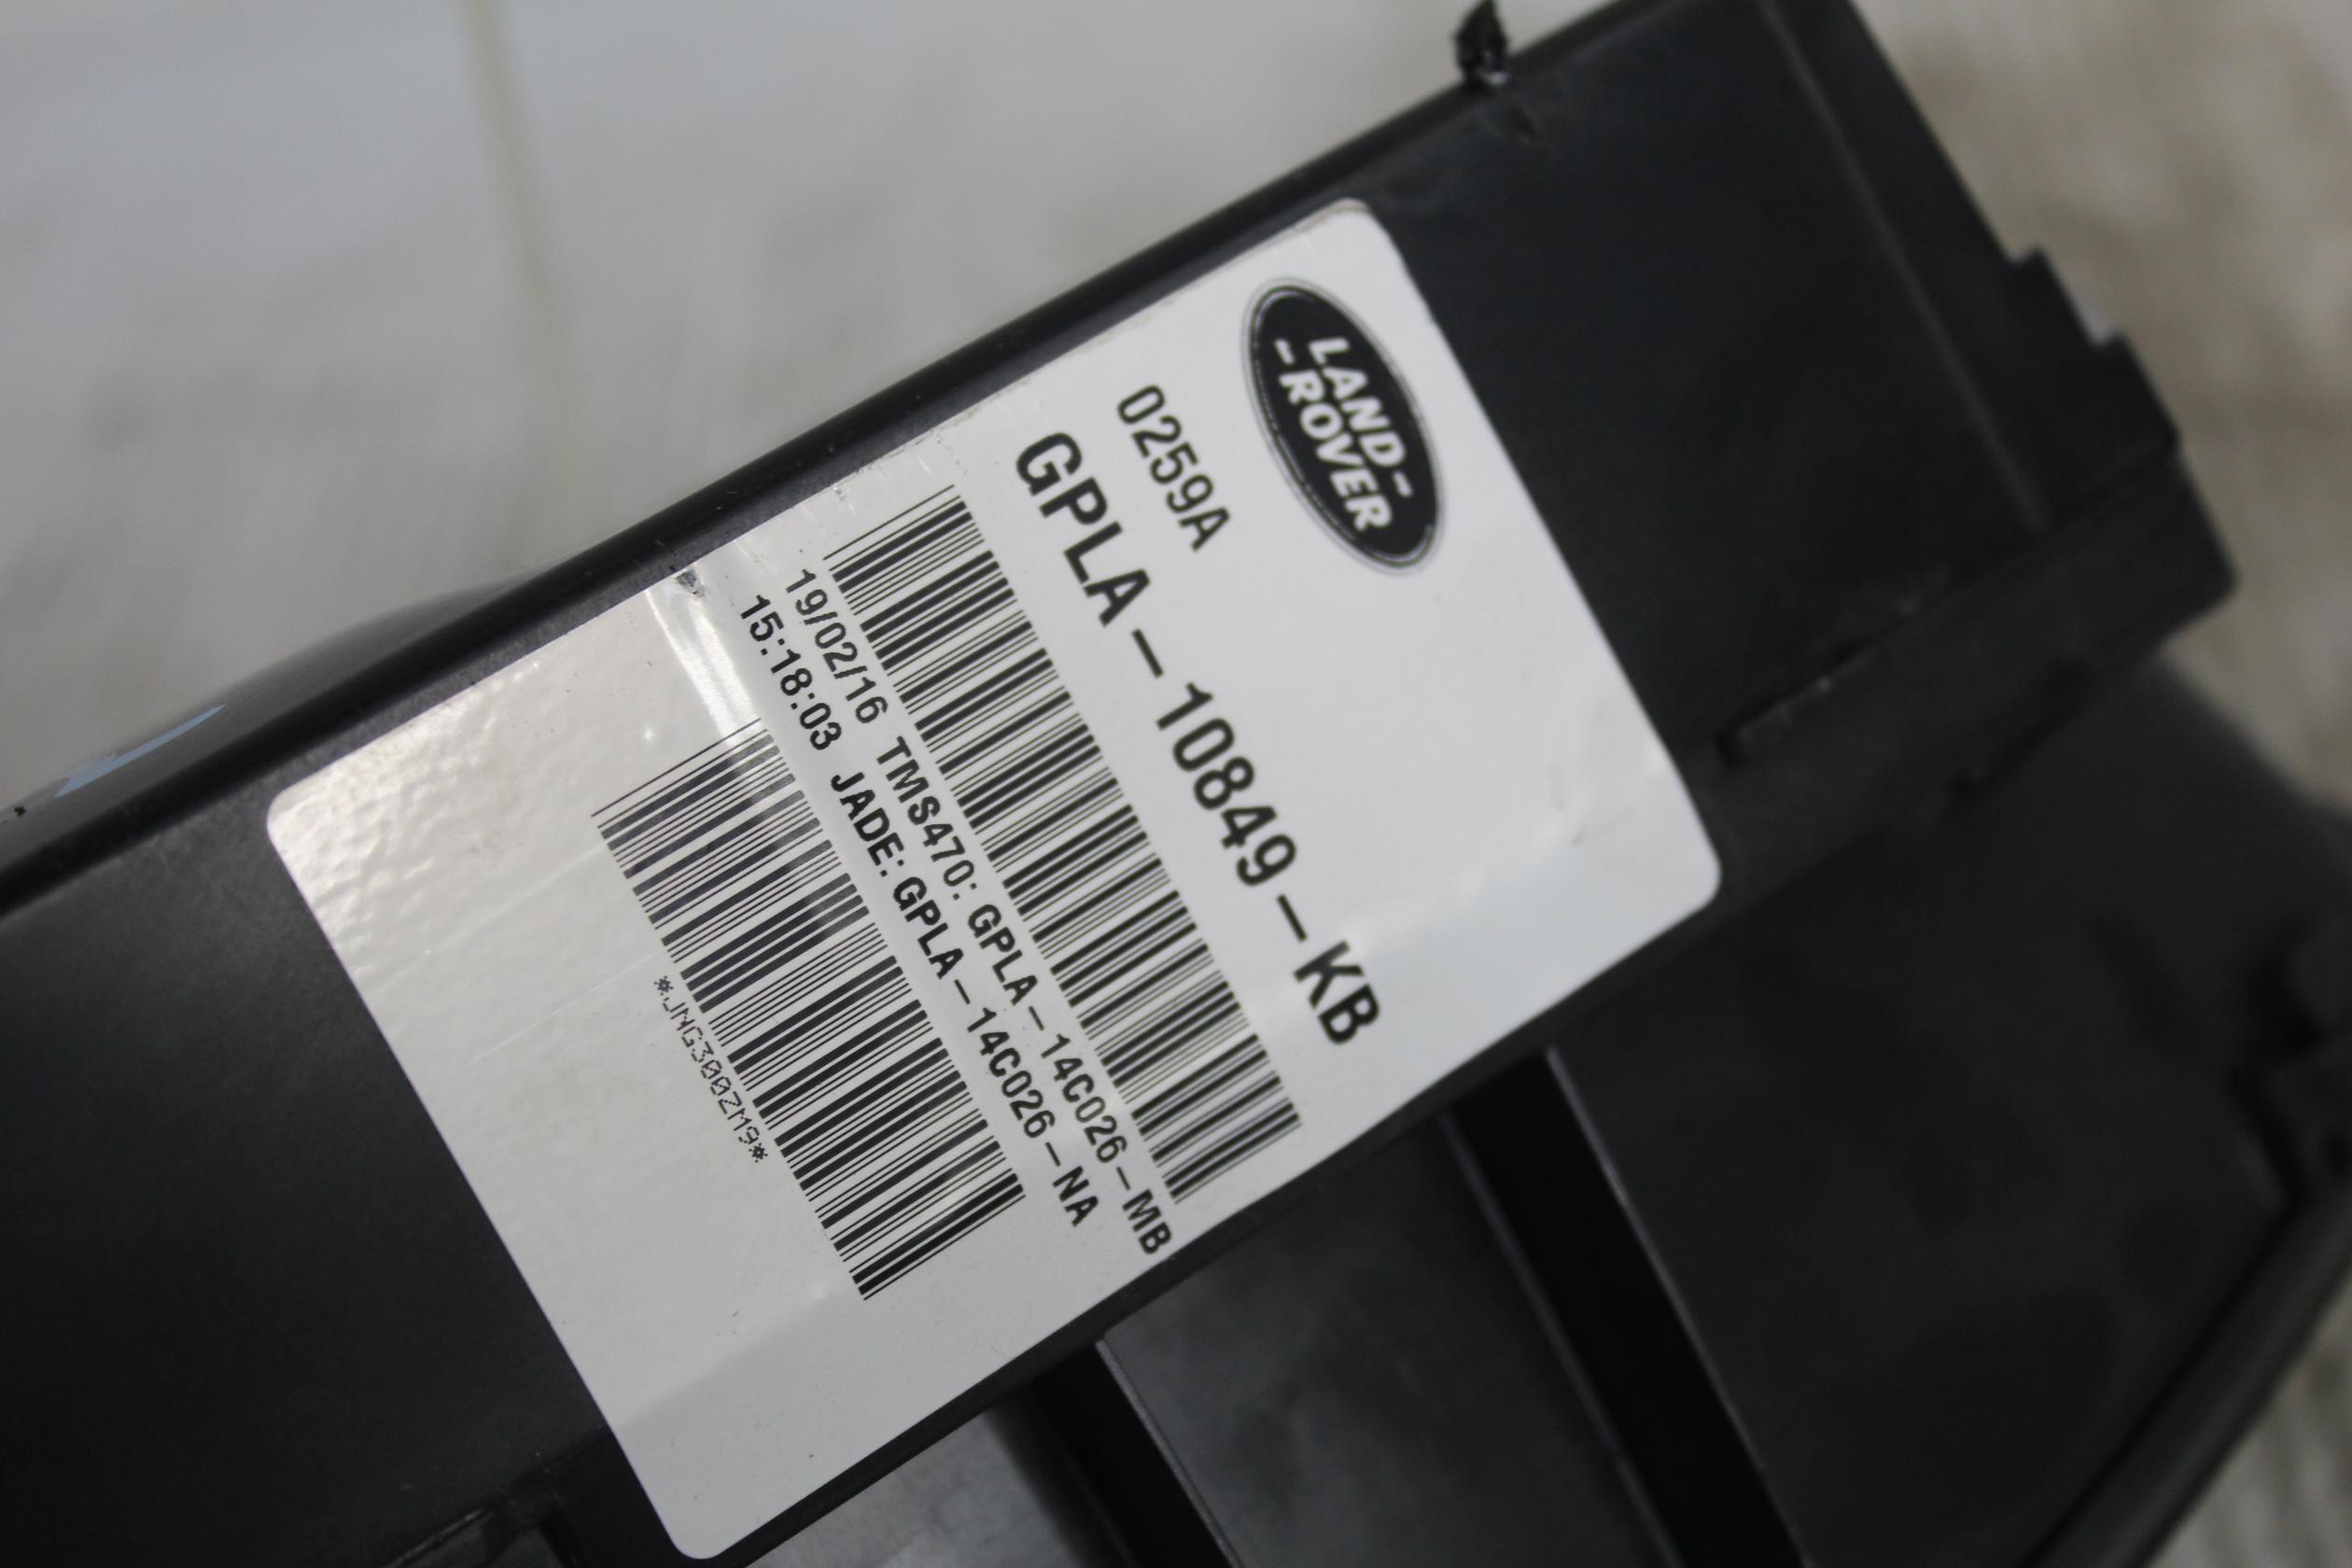 LAND-
-ROVER
0259A
GPLA-10849-KB
19/02/16 TMS470: GPLA-14C026-MB
15:18:03 JADE: GPLA-14C026-NA
*JNG300ZM9*